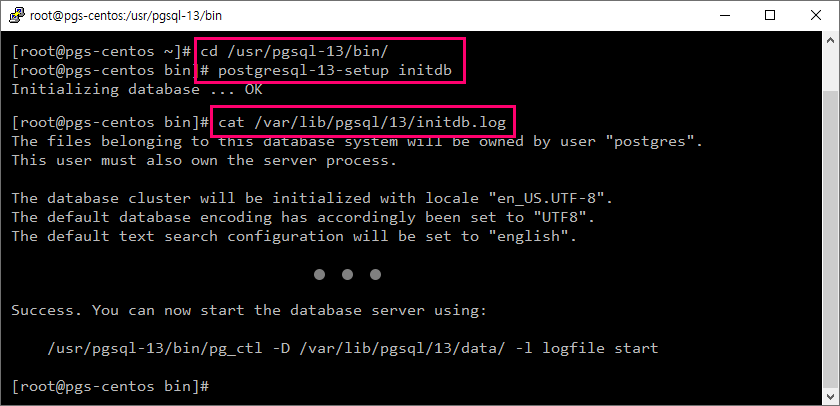 root@pgs-centos:/usr/pgsql-13/bin
[root@pgs-centos ~]# cd /usr/pgsql-13/bin/
[root@pgs-centos bin]# postgresql-13-setup initdb
Initializing database ... OK
[root@pgs-centos bin]# cat /var/lib/pgsql/13/initdb.log
The files belonging to this database system will be owned by user "postgres".
This user must also own the server process.
The database cluster will be initialized with locale "en_US.UTF-8".
The default database encoding has accordingly been set to "UTF8".
The default text search configuration will be set to "english".
Success. You can now start the database server using:
/usr/pgsql-13/bin/pg_ctl -D /var/lib/pgsql/13/data/ -l logfile start
[root@pgs-centos bin]#